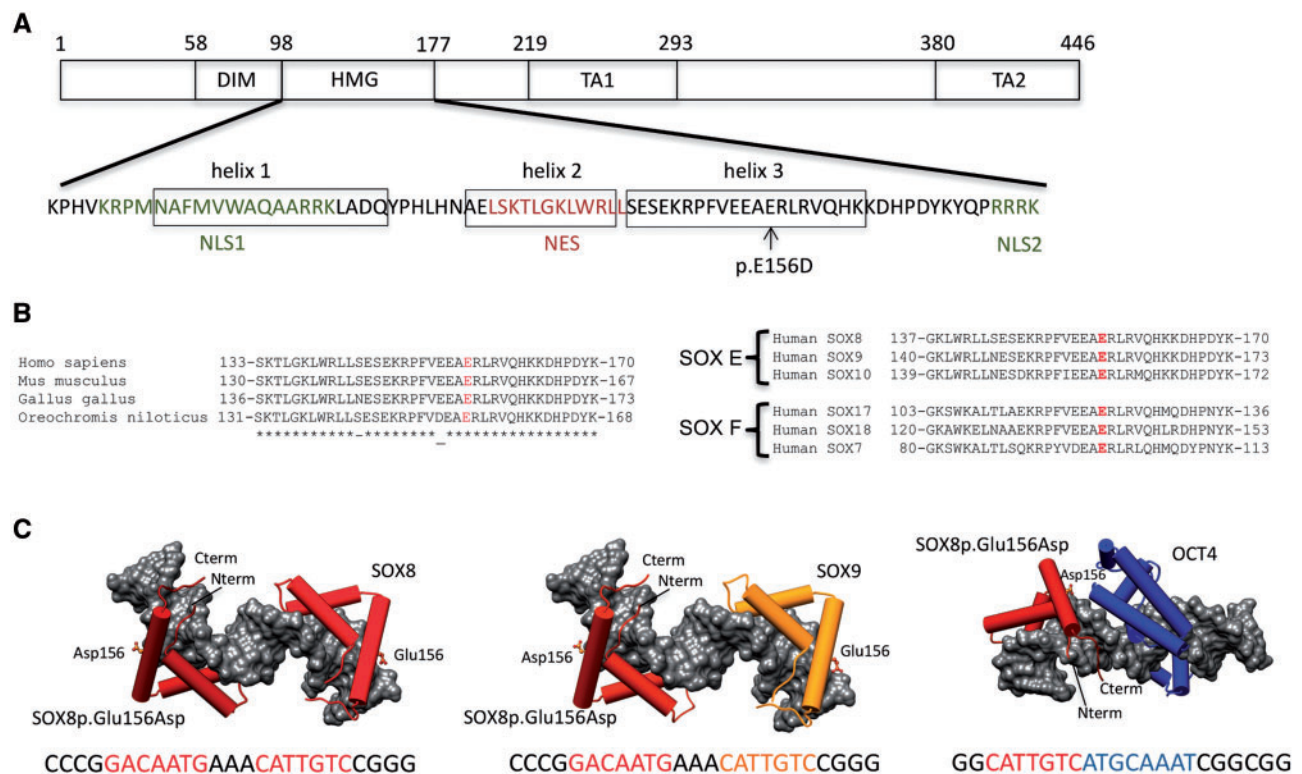 A
1 58 98 177 219 293 380 446
DIM HMG TA1 TA2
helix 1 helix 2 helix 3
KPHVKRPMNAFMVWAQAARRKLADQYPHLHNAELSKTLGKLWRLLSESEKRPFVEEAERLRVQHKKDHPDYKYQPRRRK
NLS1 NES NLS2
p.E156D
B
Homo sapiens 133-SKTLGKLWRLLSESEKRPFVEEAERLRVQHKKDHPDYK-170
Mus musculus 130-SKTLGKLWRLLSESEKRPFVEEAERLRVQHKKDHPDYK-167
Gallus gallus 136-SKTLGKLWRLLNESEKRPFVEEAERLRVQHKKDHPDYK-173
Oreochromis niloticus 131-SKTLGKLWRLLSESEKRPFVDEAERLRVQHKKDHPDYK-168
***********_********_*****************
SOX E
Human SOX8 137-GKLWRLLSESEKRPFVEEAERLRVQHKKDHPDYK-170
Human SOX9 140-GKLWRLLNESEKRPFVEEAERLRVQHKKDHPDYK-173
Human SOX10 139-GKLWRLLNESDKRPFIEEAERLRMQHKKDHPDYK-172
SOX F
Human SOX17 103-GKSWKALTLAEKRPFVEEAERLRVQHMQDHPNYK-136
Human SOX18 120-GKAWKELNAAEKRPFVEEAERLRVQHLRDHPNYK-153
Human SOX7 80-GKSWKALTLSQKRPYVDEAERLRLQHMQDYPNYK-113
C
Cterm
Nterm
SOX8
Asp156
Glu156
SOX8p.Glu156Asp
CCCGGACAATGAAACATTGTCCGGG
Cterm
Nterm
SOX9
Asp156
Glu156
SOX8p.Glu156Asp
CCCGGACAATGAAACATTGTCCGGG
SOX8p.Glu156Asp
OCT4
Asp156
Cterm
Nterm
GGCATTGTCATGCAAATCGGCGG